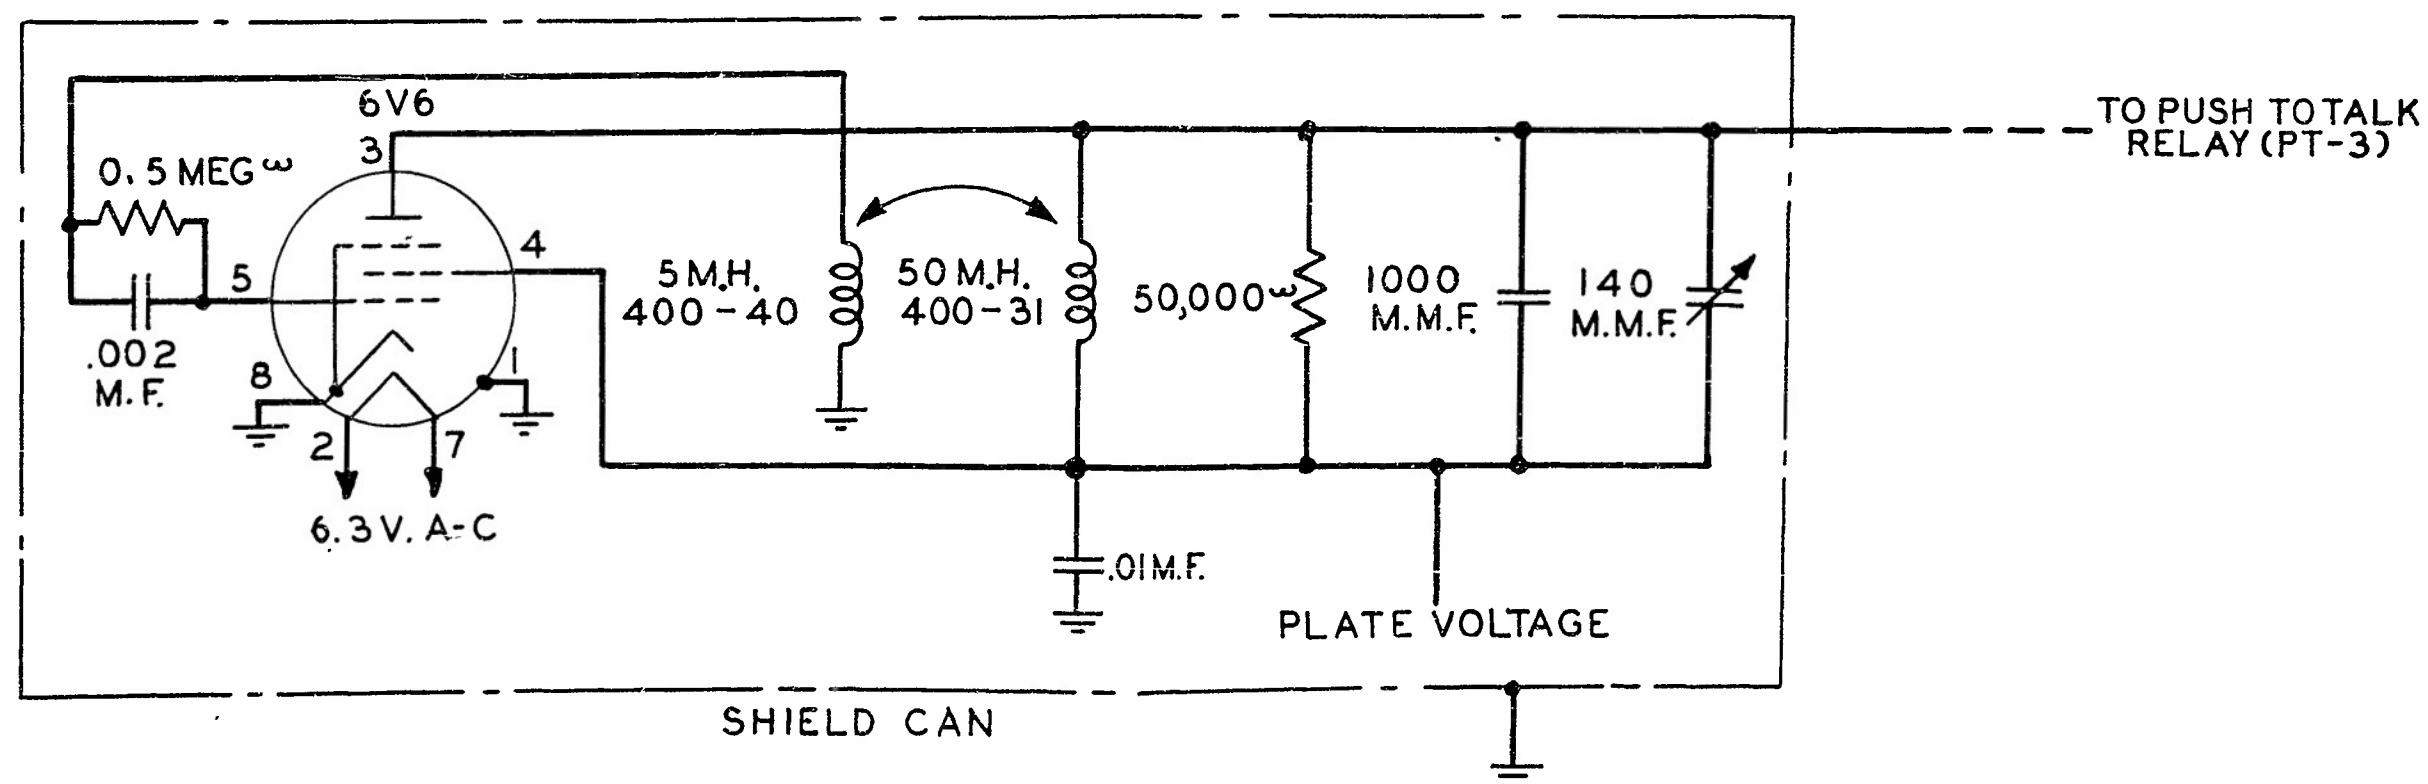 6V6
3
TO PUSH TO TALK
RELAY (PT-3)
0.5 MEG ω
4
5
5 M.H.
400-40
50 M.H.
400-31
50,000 ω
1000
M.M.F.
140
M.M.F.
.002
M.F.
8
1
2
7
6.3 V. A-C
.01 M.F.
PLATE VOLTAGE
SHIELD CAN